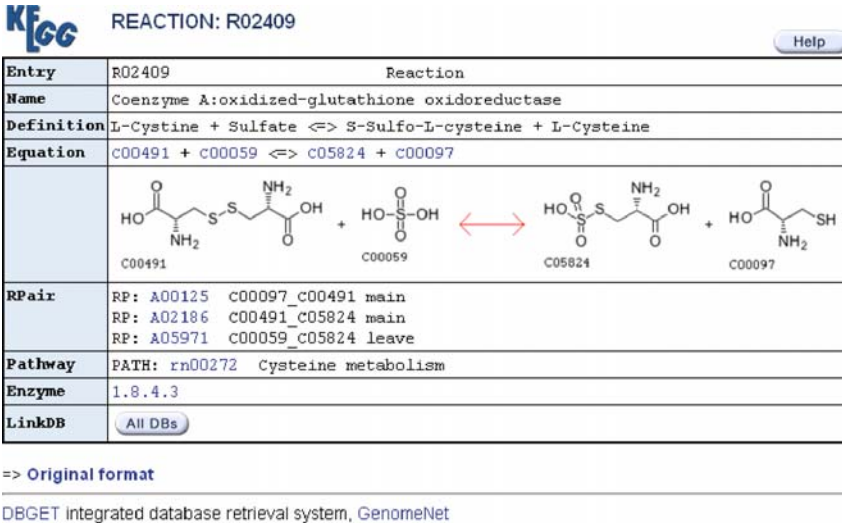 KEGG REACTION: R02409
Help
Entry R02409 Reaction
Name Coenzyme A:oxidized-glutathione oxidoreductase
Definition L-Cystine + Sulfate <=> S-Sulfo-L-cysteine + L-Cysteine
Equation C00491 + C00059 <=> C05824 + C00097
HO O NH2 S S NH2 O OH + HO-S-OH O O HO O S O S NH2 O OH + HO O NH2 SH
C00491 C00059 C05824 C00097
RPair RP: A00125 C00097_C00491 main
RP: A02186 C00491_C05824 main
RP: A05971 C00059_C05824 leave
Pathway PATH: rn00272 Cysteine metabolism
Enzyme 1.8.4.3
LinkDB All DBs
=> Original format
DBGET integrated database retrieval system, GenomeNet